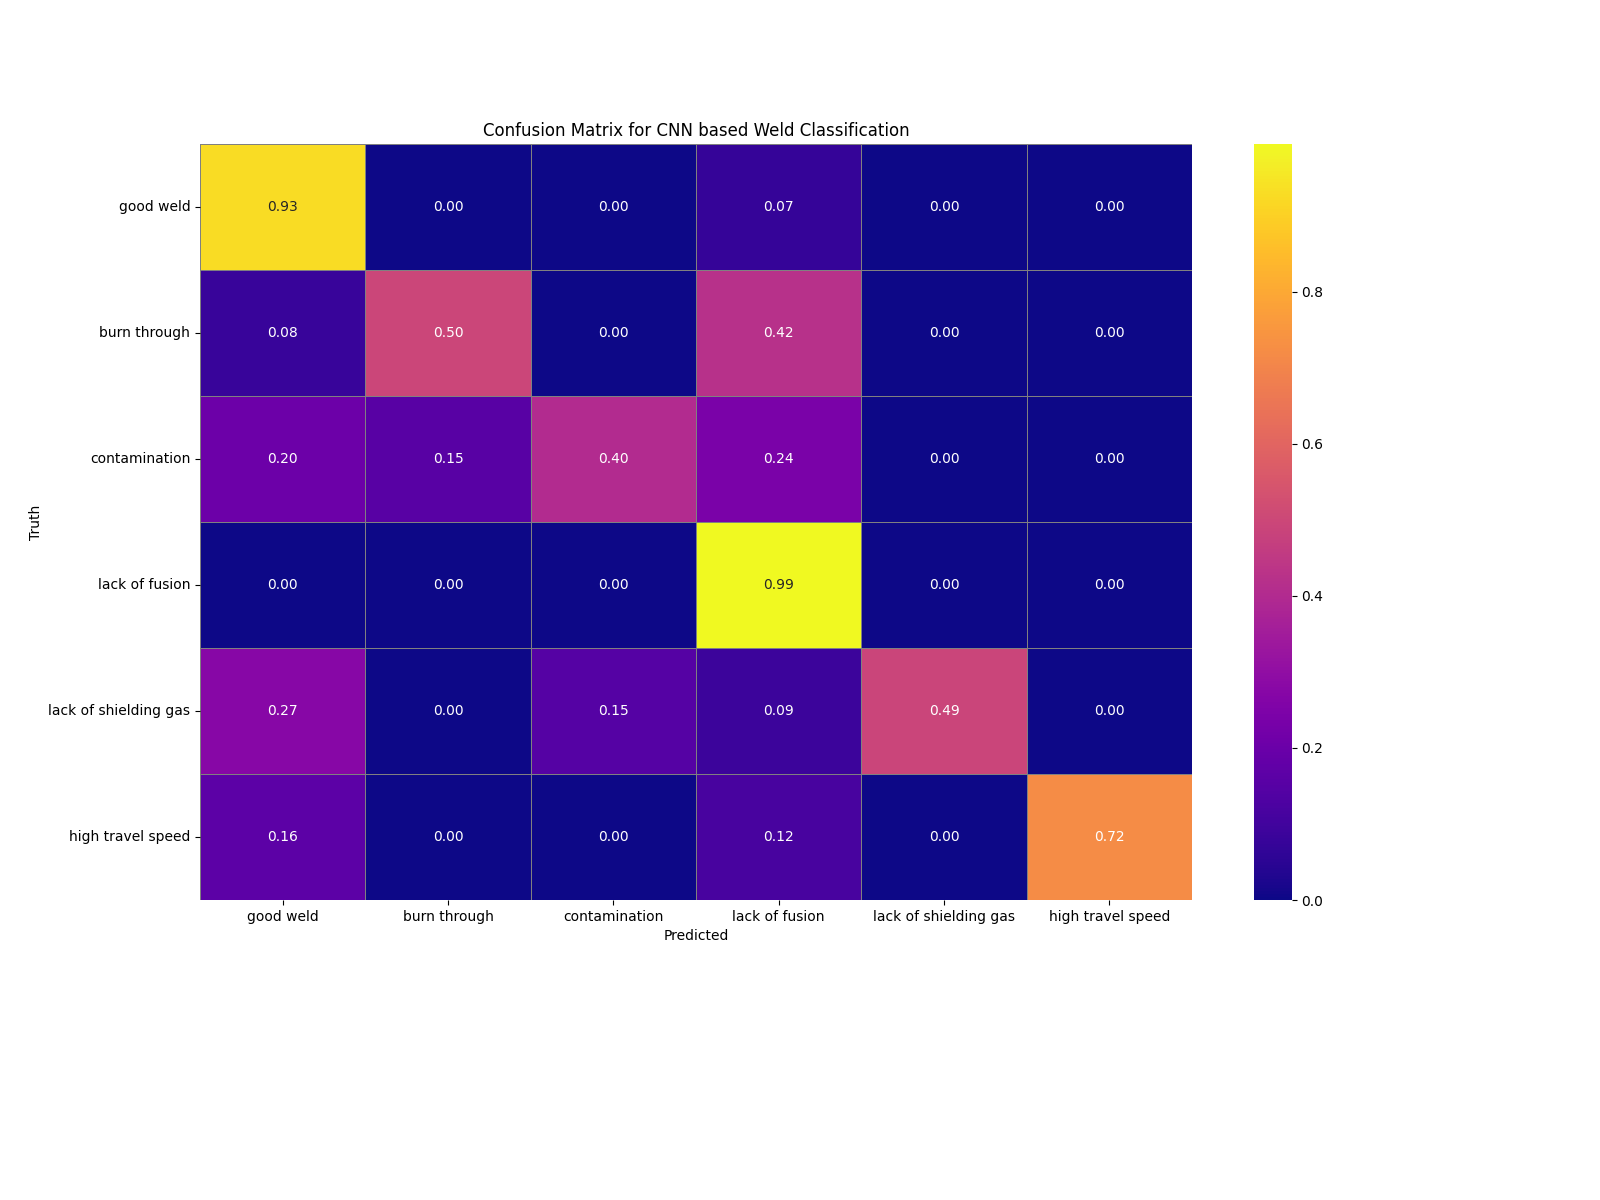 Confusion Matrix for CNN based Weld Classification
good weld 0.93 0.00 0.00 0.07 0.00 0.00
burn through 0.08 0.50 0.00 0.42 0.00 0.00
contamination 0.20 0.15 0.40 0.24 0.00 0.00
lack of fusion 0.00 0.00 0.00 0.99 0.00 0.00
lack of shielding gas 0.27 0.00 0.15 0.09 0.49 0.00
high travel speed 0.16 0.00 0.00 0.12 0.00 0.72
good weld burn through contamination lack of fusion lack of shielding gas high travel speed
Predicted
Truth
0.8
0.6
0.4
0.2
0.0